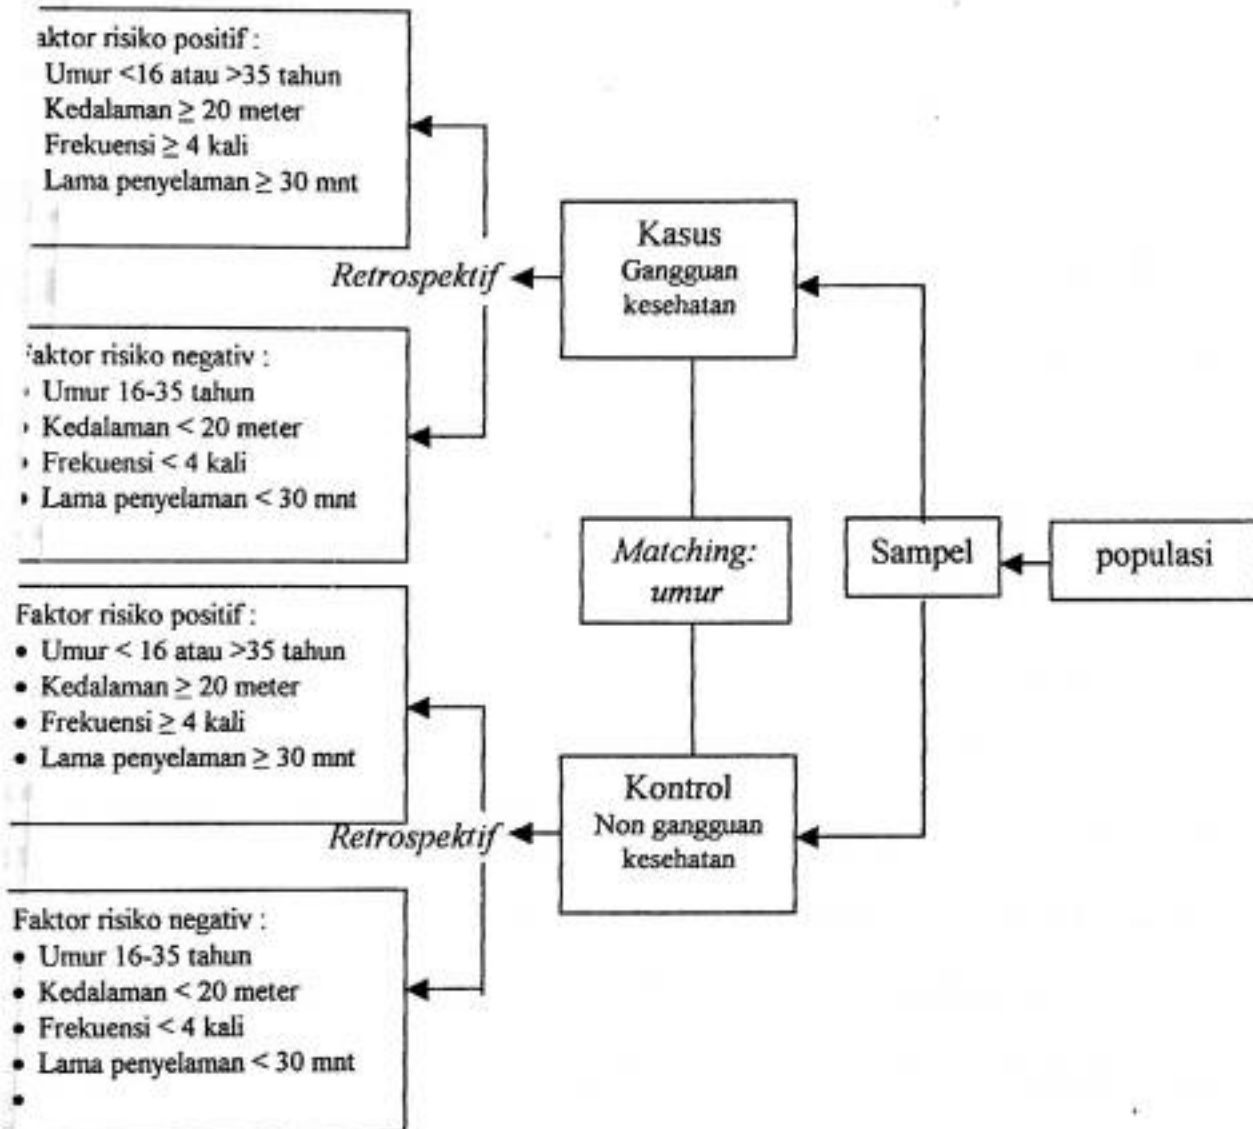 aktor risiko positif :
Umur <16 atau >35 tahun
Kedalaman ≥ 20 meter
Frekuensi ≥ 4 kali
Lama penyelaman ≥ 30 mnt
Retrospektif
Kasus
Gangguan
kesehatan
aktor risiko negativ :
• Umur 16-35 tahun
• Kedalaman < 20 meter
• Frekuensi < 4 kali
• Lama penyelaman < 30 mnt
Matching:
umur
Sampel
populasi
Faktor risiko positif :
• Umur < 16 atau >35 tahun
• Kedalaman ≥ 20 meter
• Frekuensi ≥ 4 kali
• Lama penyelaman ≥ 30 mnt
Retrospektif
Kontrol
Non gangguan
kesehatan
Faktor risiko negativ :
• Umur 16-35 tahun
• Kedalaman < 20 meter
• Frekuensi < 4 kali
• Lama penyelaman < 30 mnt
•